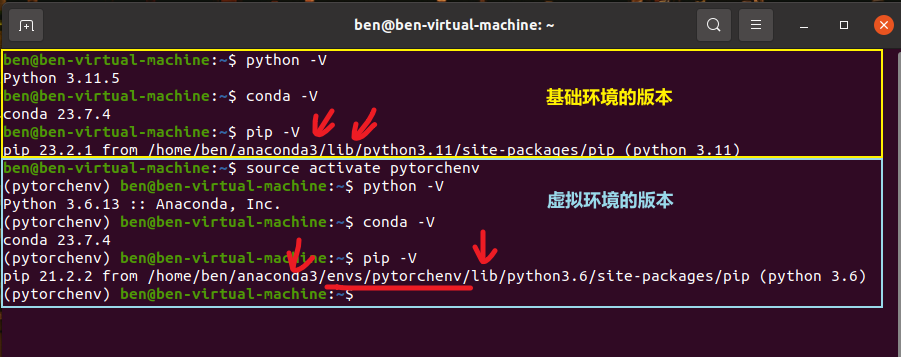 ben@ben-virtual-machine: ~
ben@ben-virtual-machine:~$ python -V
Python 3.11.5
ben@ben-virtual-machine:~$ conda -V
基础环境的版本
conda 23.7.4
ben@ben-virtual-machine:~$ pip -V
pip 23.2.1 from /home/ben/anaconda3/lib/python3.11/site-packages/pip (python 3.11)
ben@ben-virtual-machine:~$ source activate pytorchenv
(pytorchenv) ben@ben-virtual-machine:~$ python -V
Python 3.6.13 :: Anaconda, Inc.
虚拟环境的版本
(pytorchenv) ben@ben-virtual-machine:~$ conda -V
conda 23.7.4
(pytorchenv) ben@ben-virtual-machine:~$ pip -V
pip 21.2.2 from /home/ben/anaconda3/envs/pytorchenv/lib/python3.6/site-packages/pip (python 3.6)
(pytorchenv) ben@ben-virtual-machine:~$